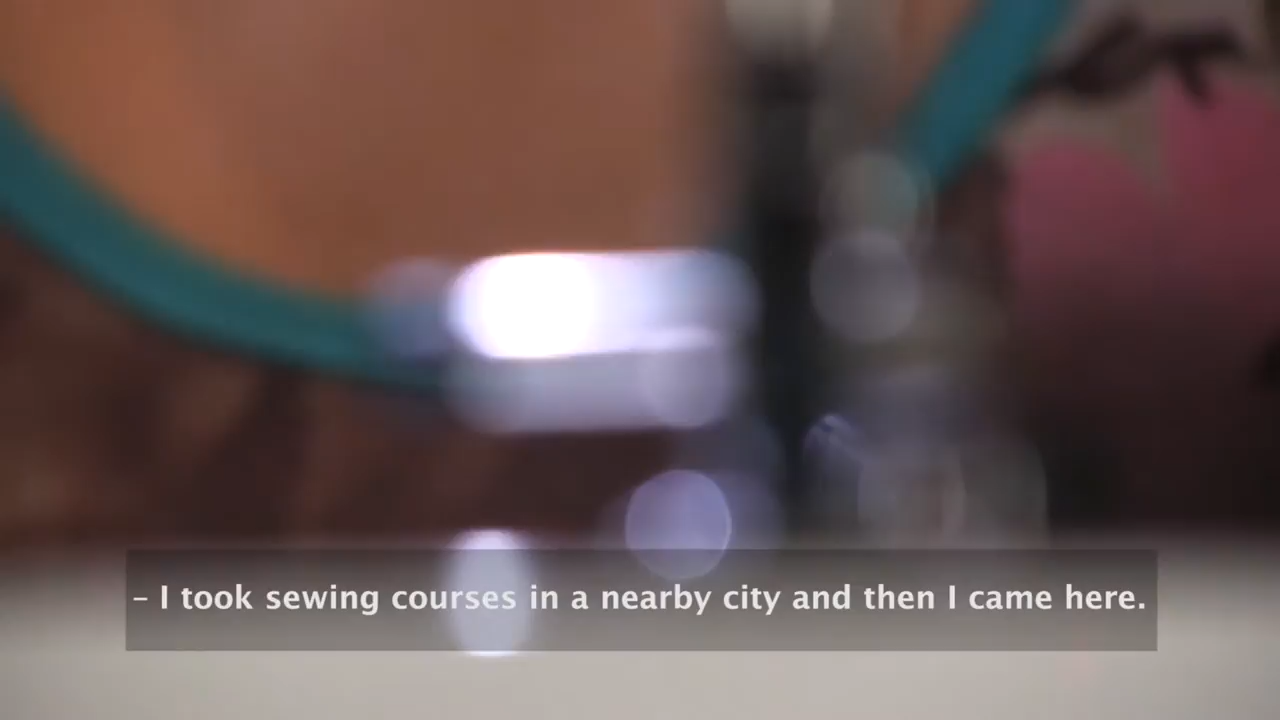 – I took sewing courses in a nearby city and then I came here.